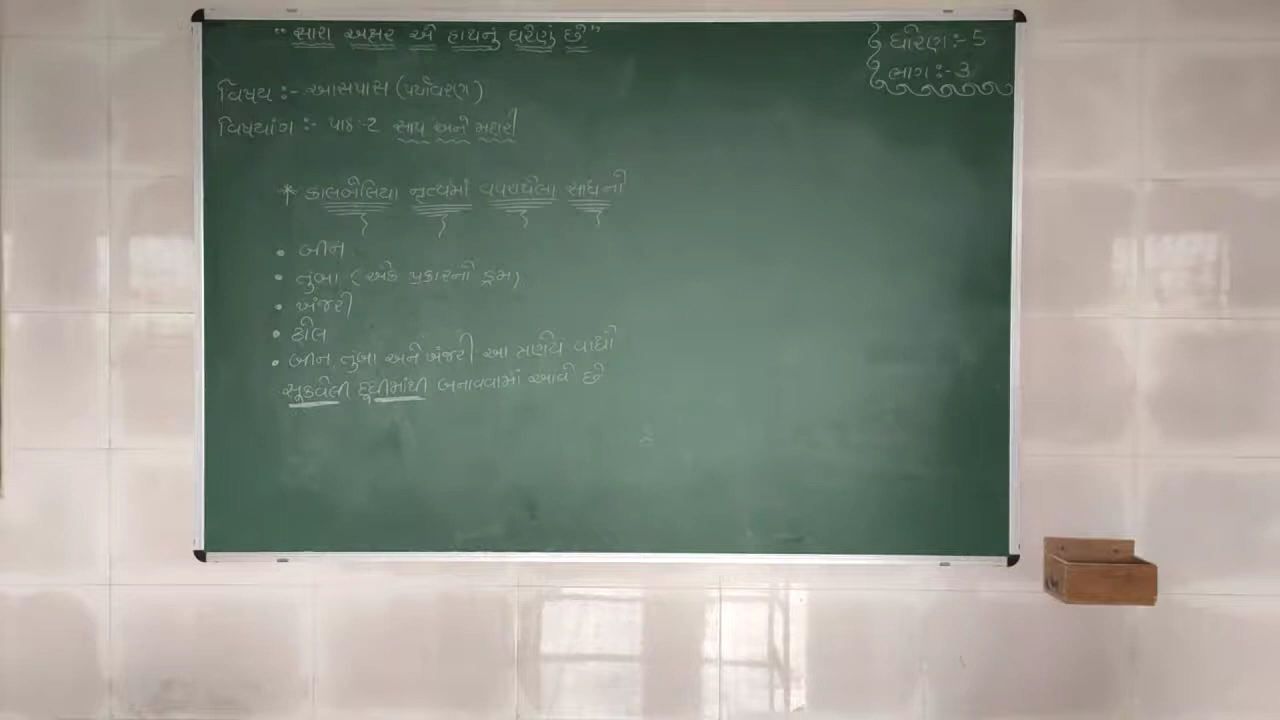 "સારા અક્ષર એ હાથનું ઘરેણું છે"
ધોરણ :- 5
ભાગ :- 3
વિષય :- આસપાસ (પર્યાવરણ)
વિષયાંગ :- પાઠ :-2 સાપ અને મદારી
* કાલબેલિયા નૃત્યમાં વપરાયેલા સાધનો
• બીન
• તુંબા (એક પ્રકારનો ડ્રમ)
• ખંજરી
• ઢોલ
• બીન, તુંબા અને ખંજરી આ ત્રણેય વાદ્યો
સૂકવેલી દૂધીમાંથી બનાવવામાં આવે છે